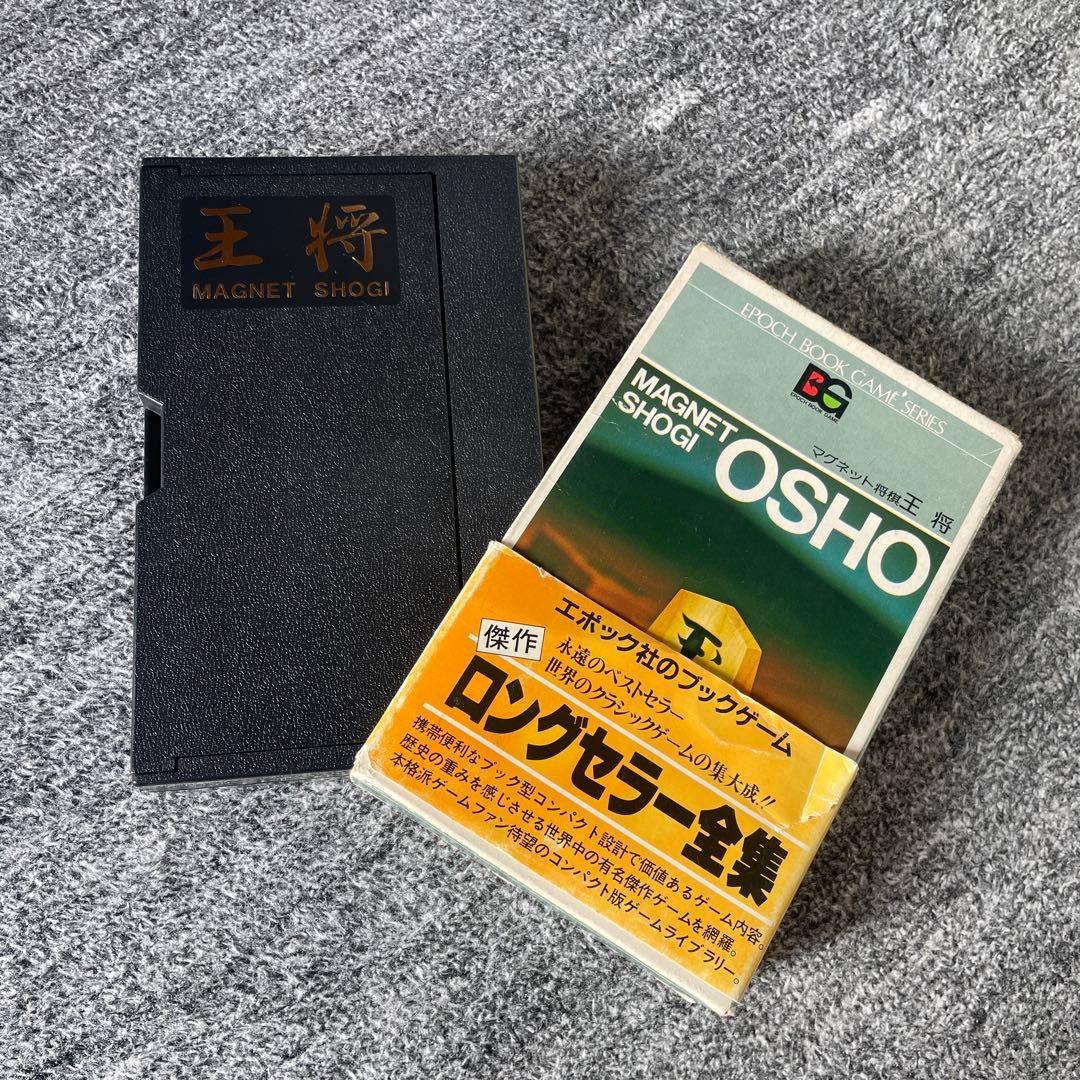 王将
MAGNET SHOGI
EPOCH BOOK GAME SERIES
BG
EPOCH BOOK GAME
マグネット将棋 王将
MAGNET
SHOGI
OSHO
エポック社のブックゲーム
傑作
永遠のベストセラー
世界のクラシックゲームの集大成!!
ロングセラー全集
携帯便利なブック型コンパクト設計で価値あるゲーム内容。
歴史の重みを感じさせる世界中の有名傑作ゲームを網羅。
本格派ゲームファン待望のコンパクト版ゲームライブラリー。